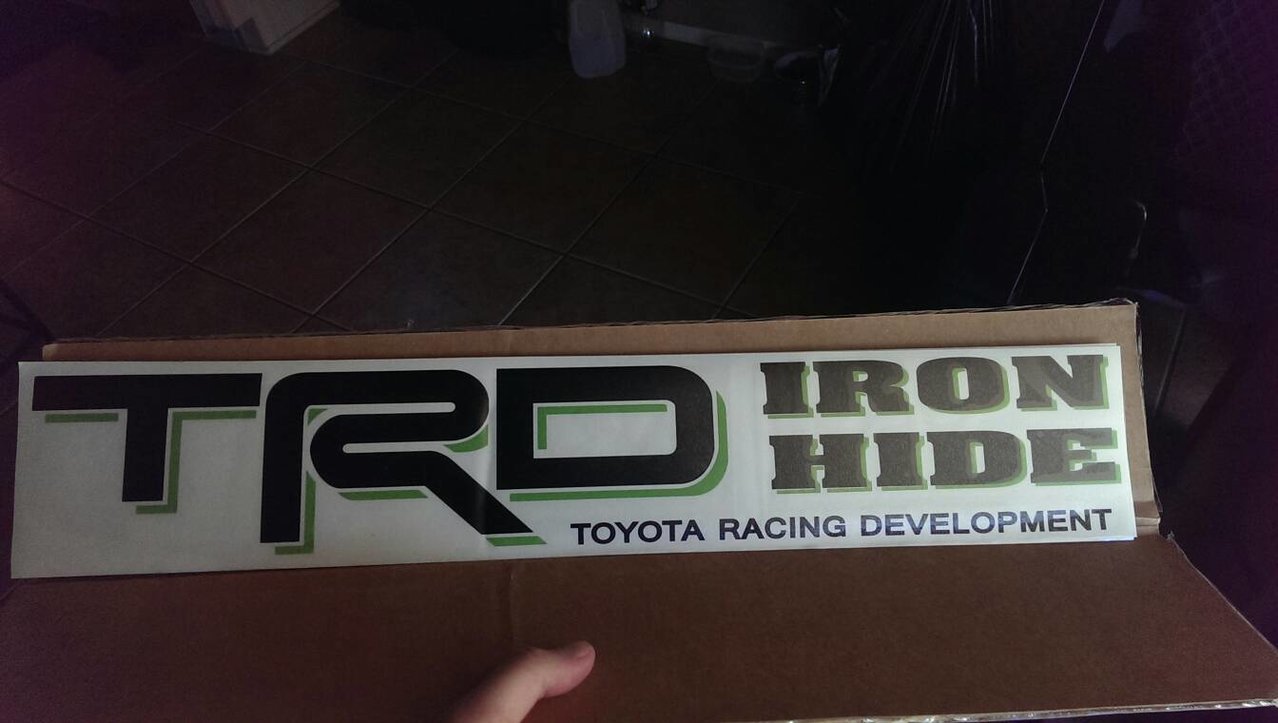 TRD
IRON
HIDE
TOYOTA RACING DEVELOPMENT